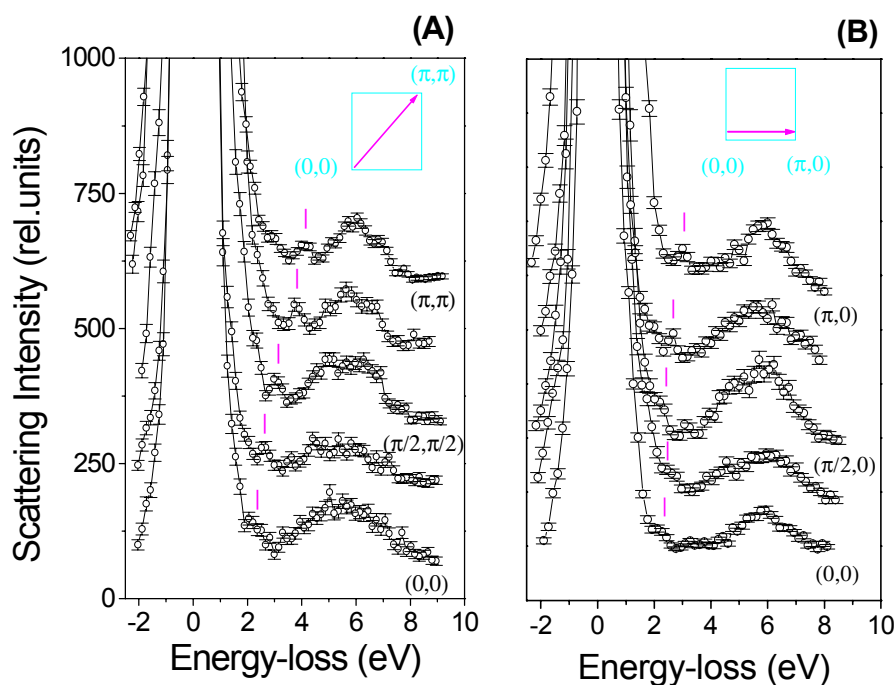 (A)
(B)
1000
750
500
250
0
Scattering Intensity (rel.units)
(π,π)
(0,0)
(π,π)
(π/2,π/2)
(0,0)
-2 0 2 4 6 8 10
Energy-loss (eV)
(0,0)
(π,0)
(π,0)
(π/2,0)
(0,0)
-2 0 2 4 6 8 10
Energy-loss (eV)